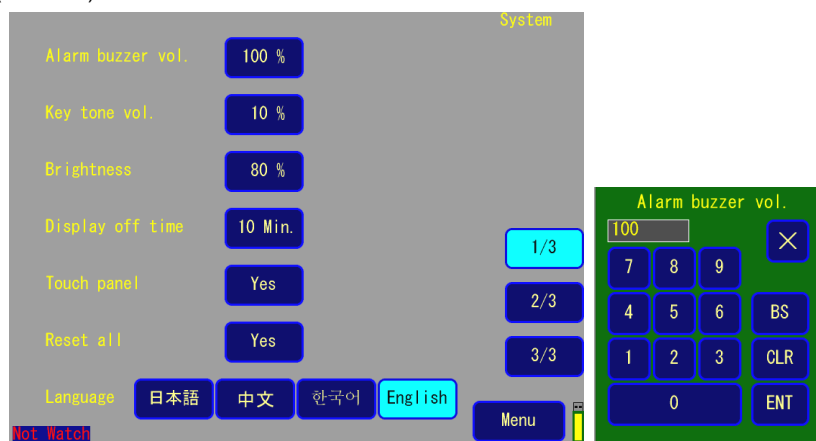 System
Alarm buzzer vol. 100 %
Key tone vol. 10 %
Brightness 80 %
Display off time 10 Min.
1/3
Touch panel Yes
2/3
Reset all Yes
3/3
Language 日本語 中文 한국어 English
Menu
Not Watch
Alarm buzzer vol.
100 ×
7 8 9
4 5 6 BS
1 2 3 CLR
0 ENT